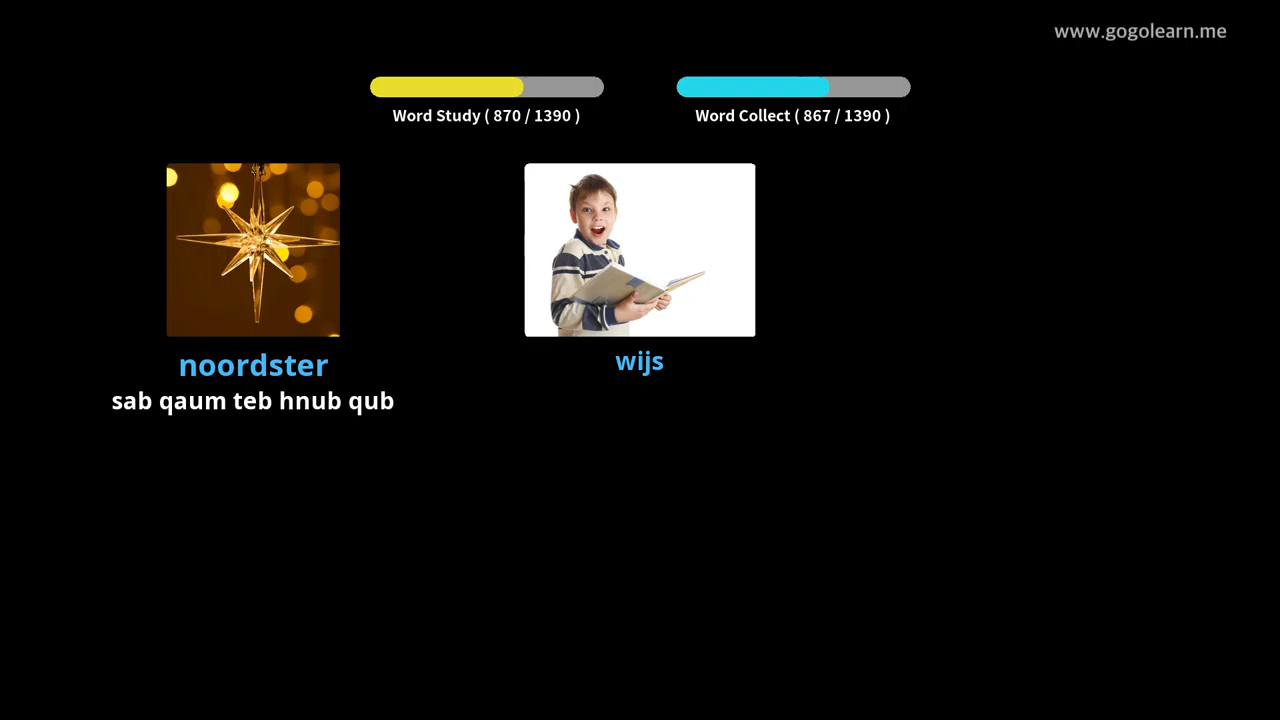 www.gogolearn.me
Word Study ( 870 / 1390 )
Word Collect ( 867 / 1390 )
noordster
sab qaum teb hnub qub
wijs